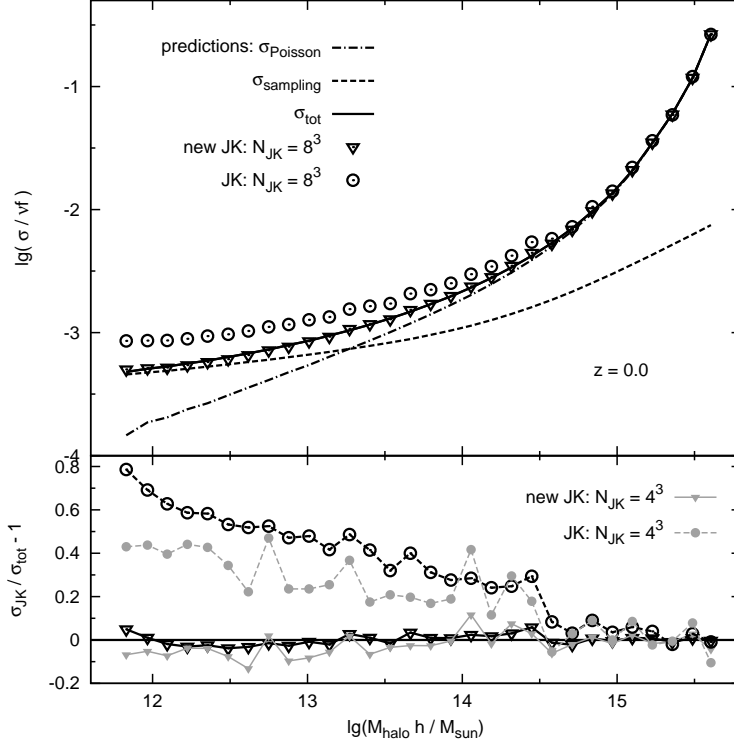 predictions: σPoisson
σsampling
σtot
new JK: NJK = 8³
JK: NJK = 8³
-1
-2
-3
-4
lg( σ / νf)
z = 0.0
0.8
0.6
0.4
0.2
0
-0.2
σJK / σtot - 1
new JK: NJK = 4³
JK: NJK = 4³
12 13 14 15
lg(Mhalo h / Msun)